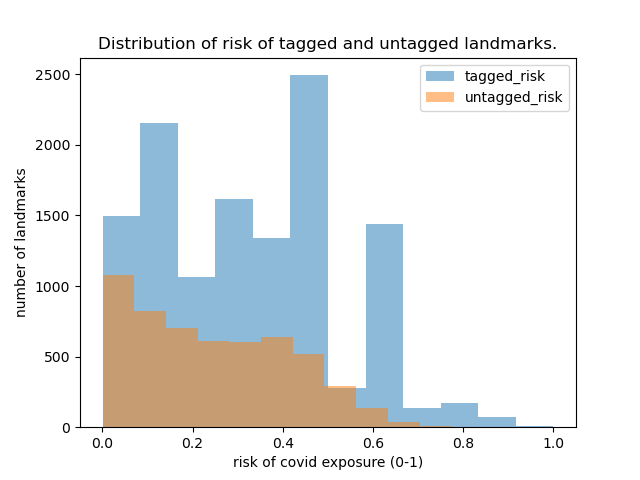 Distribution of risk of tagged and untagged landmarks.
tagged_risk
untagged_risk
number of landmarks
2500
2000
1500
1000
500
0
0.0 0.2 0.4 0.6 0.8 1.0
risk of covid exposure (0-1)